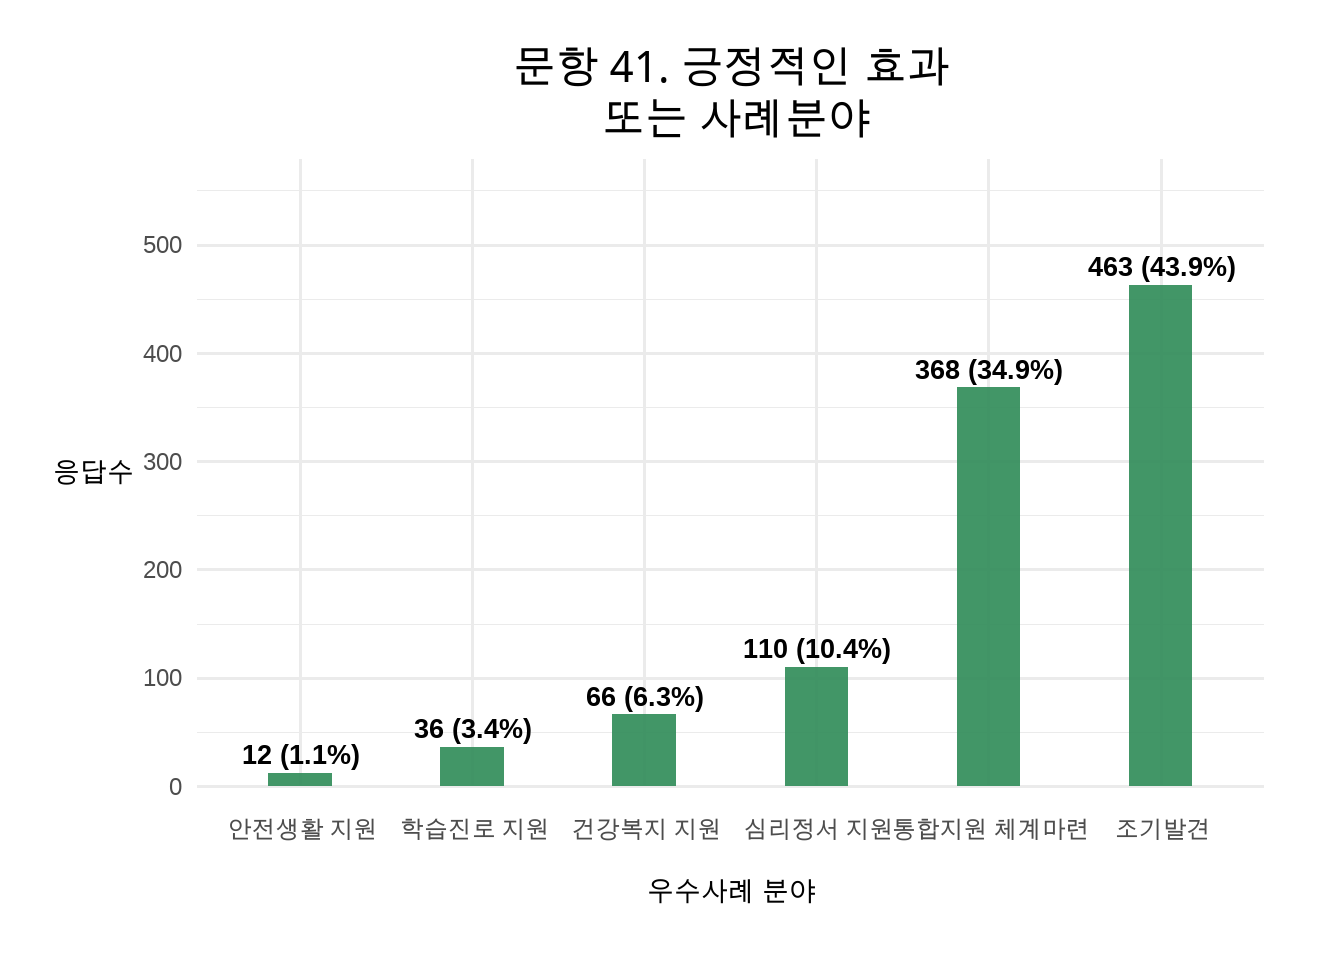 문항 41. 긍정적인 효과
또는 사례분야
500
400
300
200
100
0
응답수
12 (1.1%)
36 (3.4%)
66 (6.3%)
110 (10.4%)
368 (34.9%)
463 (43.9%)
안전생활 지원
학습진로 지원
건강복지 지원
심리정서 지원
통합지원 체계마련
조기발견
우수사례 분야